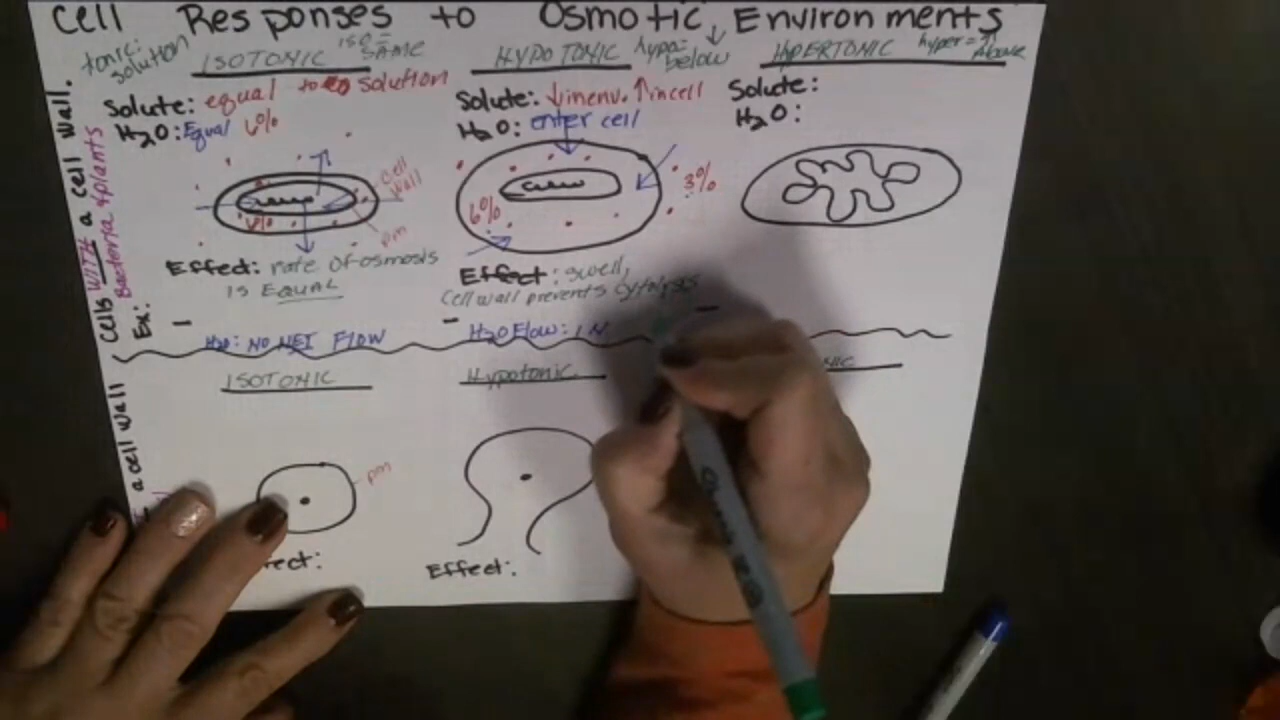 Cell Responses to Osmotic Environments
tonic: solution
ISOTONIC iso = SAME
Solute: equal to solution
H2O: Equal 6%
Cell Wall
pm
6%
Effect: rate of osmosis
is EQUAL
H2O: NO NET FLOW
HYPOTONIC hypo = below ↓
Solute: ↓ in env. ↑ in cell
H2O: enter cell
6%
3%
Effect: swell,
Cell wall prevents cytolysis
H2O Flow: IN
HYPERTONIC hyper = ↑ above
Solute:
H2O:
Cells WITH a cell wall.
Bacteria & plants
Ex:
a cell wall
ISOTONIC
pm
ect:
Hypotonic
Effect:
NIC